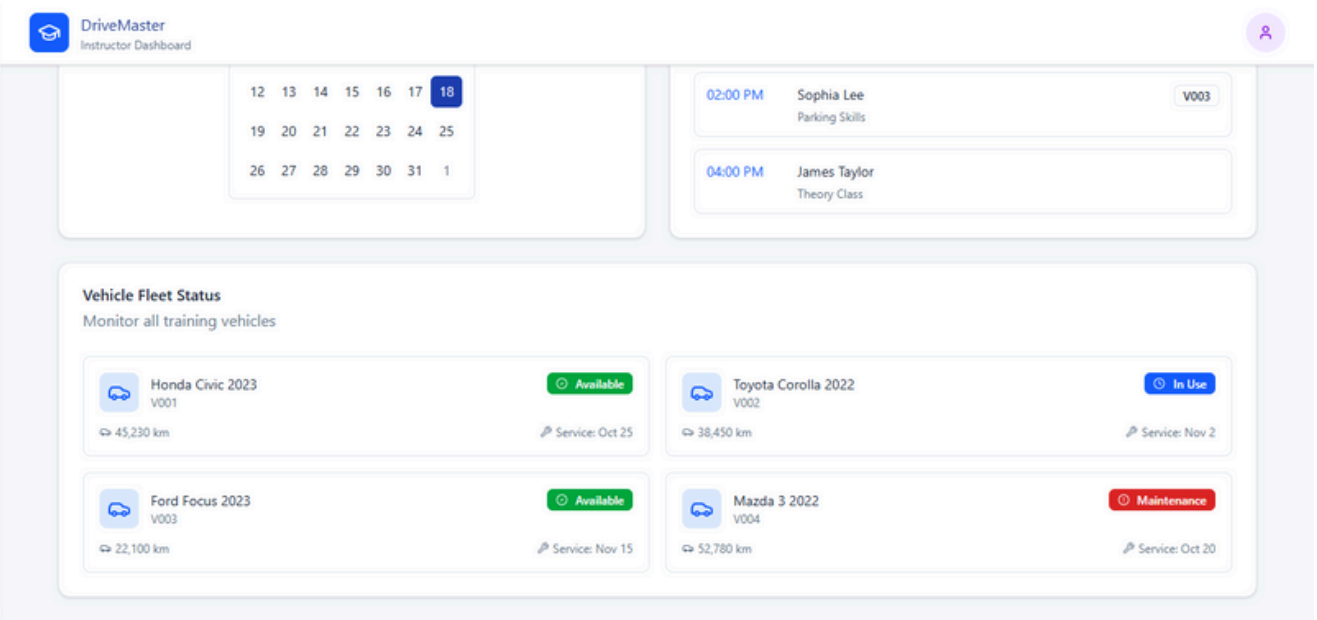 DriveMaster
Instructor Dashboard
12 13 14 15 16 17 18
19 20 21 22 23 24 25
26 27 28 29 30 31 1
02:00 PM Sophia Lee V003
Parking Skills
04:00 PM James Taylor
Theory Class
Vehicle Fleet Status
Monitor all training vehicles
Honda Civic 2023 Available
V001
45,230 km Service: Oct 25
Toyota Corolla 2022 In Use
V002
38,450 km Service: Nov 2
Ford Focus 2023 Available
V003
22,100 km Service: Nov 15
Mazda 3 2022 Maintenance
V004
52,780 km Service: Oct 20